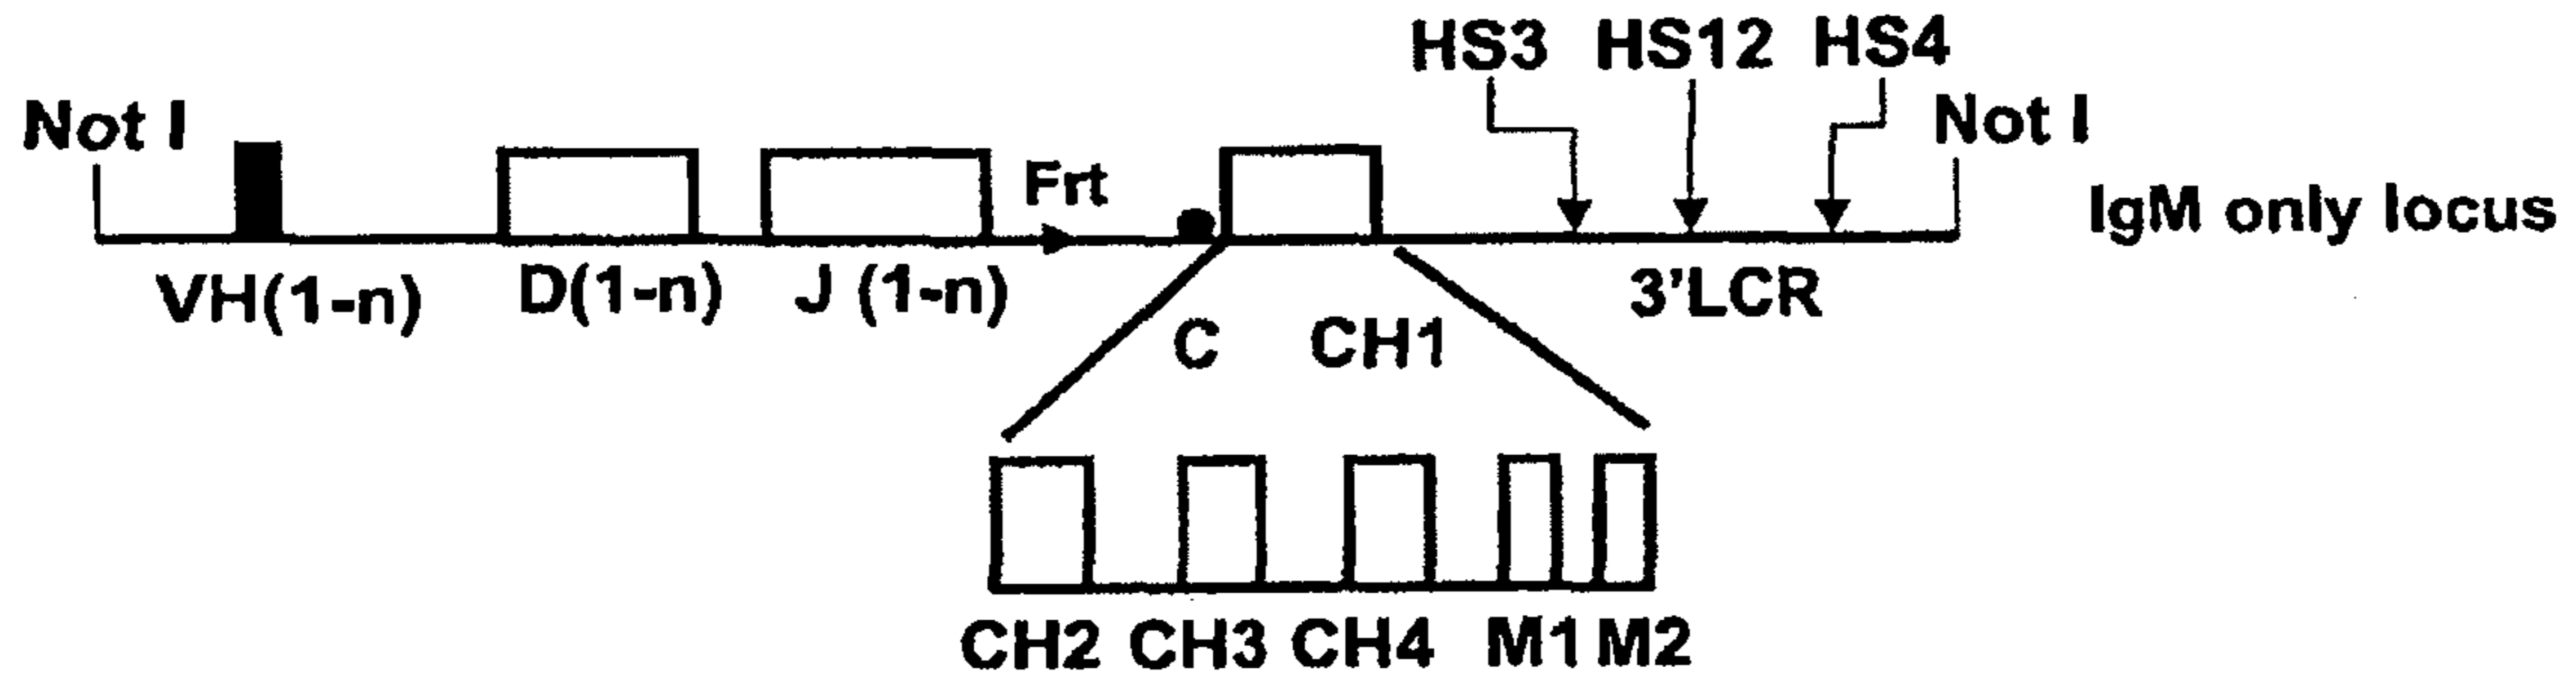 HS3 HS12 HS4
Not I Not I
Frt IgM only locus
VH(1-n) D(1-n) J (1-n) 3'LCR
C CH1
CH2 CH3 CH4 M1 M2